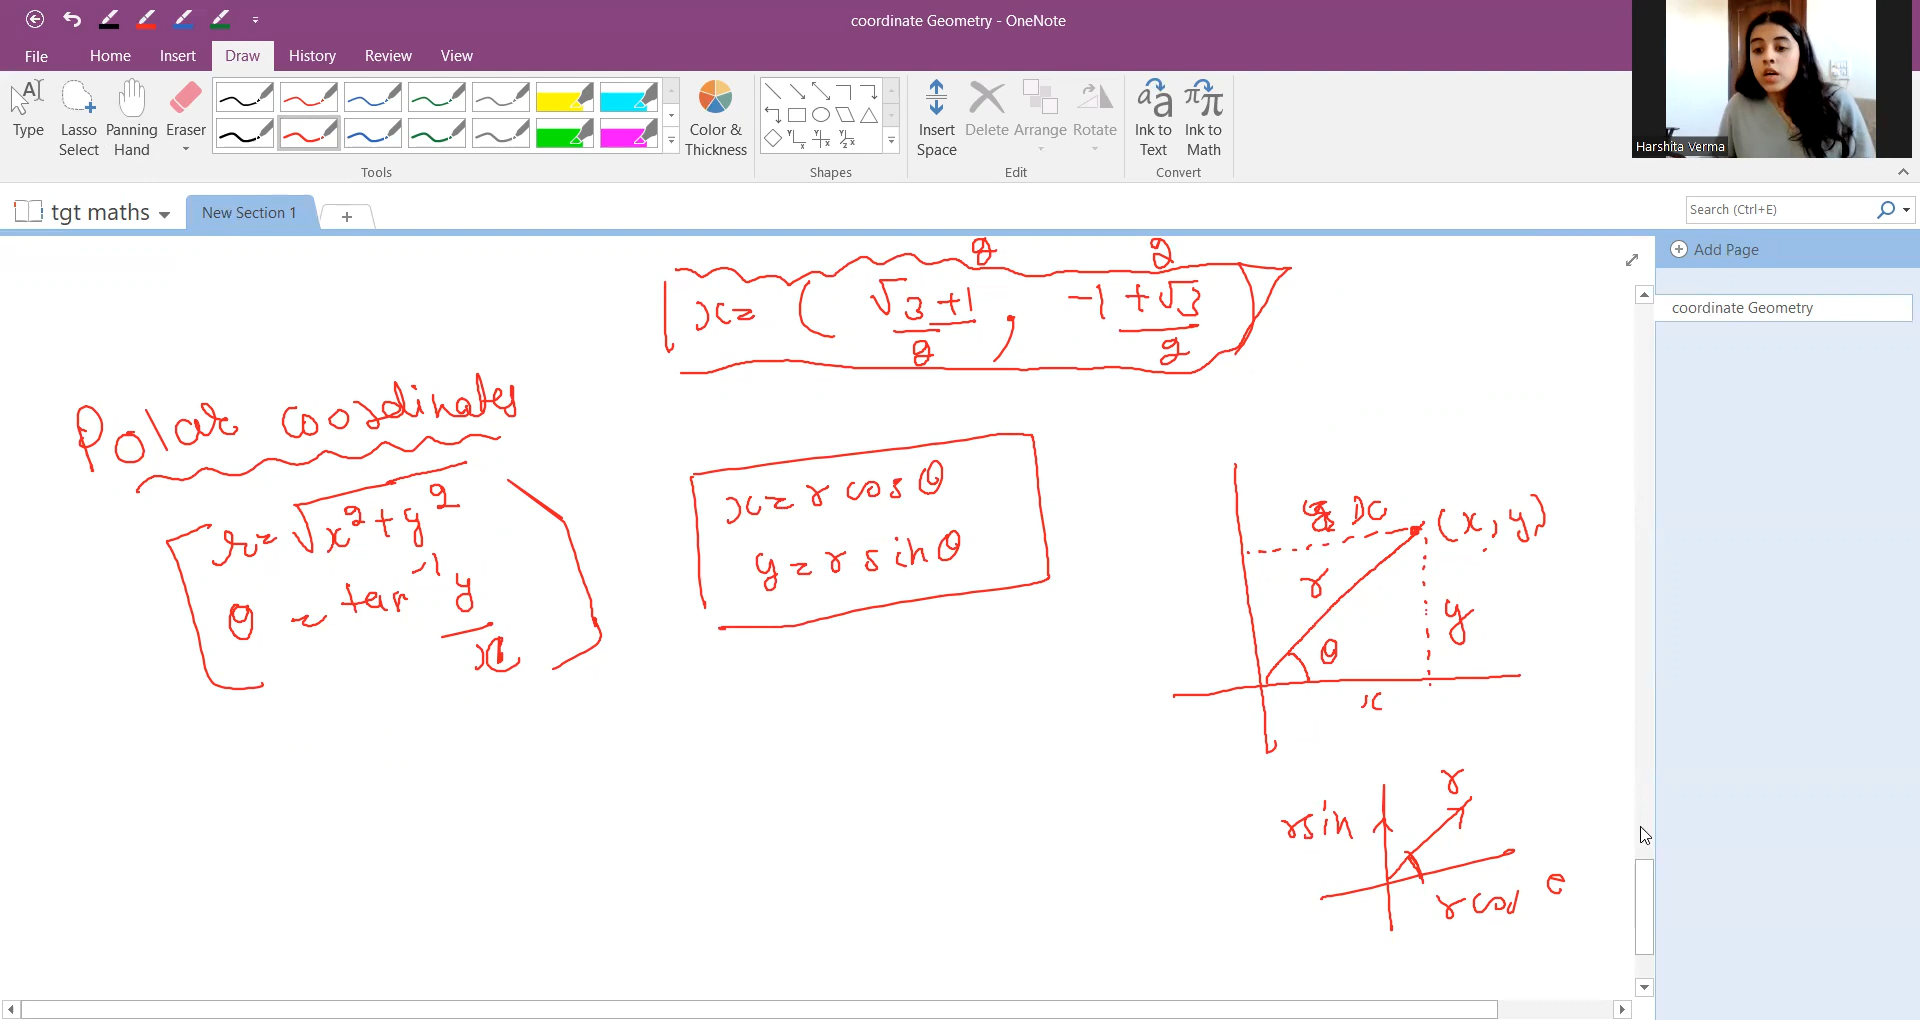 coordinate Geometry - OneNote
File Home Insert Draw History Review View
Type
Lasso Select
Panning Hand
Eraser
Color & Thickness
Insert Space
Delete
Arrange
Rotate
Ink to Text
Ink to Math
Tools
Shapes
Edit
Convert
Harshita Verma
tgt maths
New Section 1
+
Search (Ctrl+E)
Add Page
coordinate Geometry
2 2
x = ( √3+1/2 , -1+√3/2 )
Polar coordinates
r = √x²+y²
θ = tan⁻¹ y/x
x = r cos θ
y = r sin θ
(x, y)
r
y
θ
x
r
r sin
r cos θ